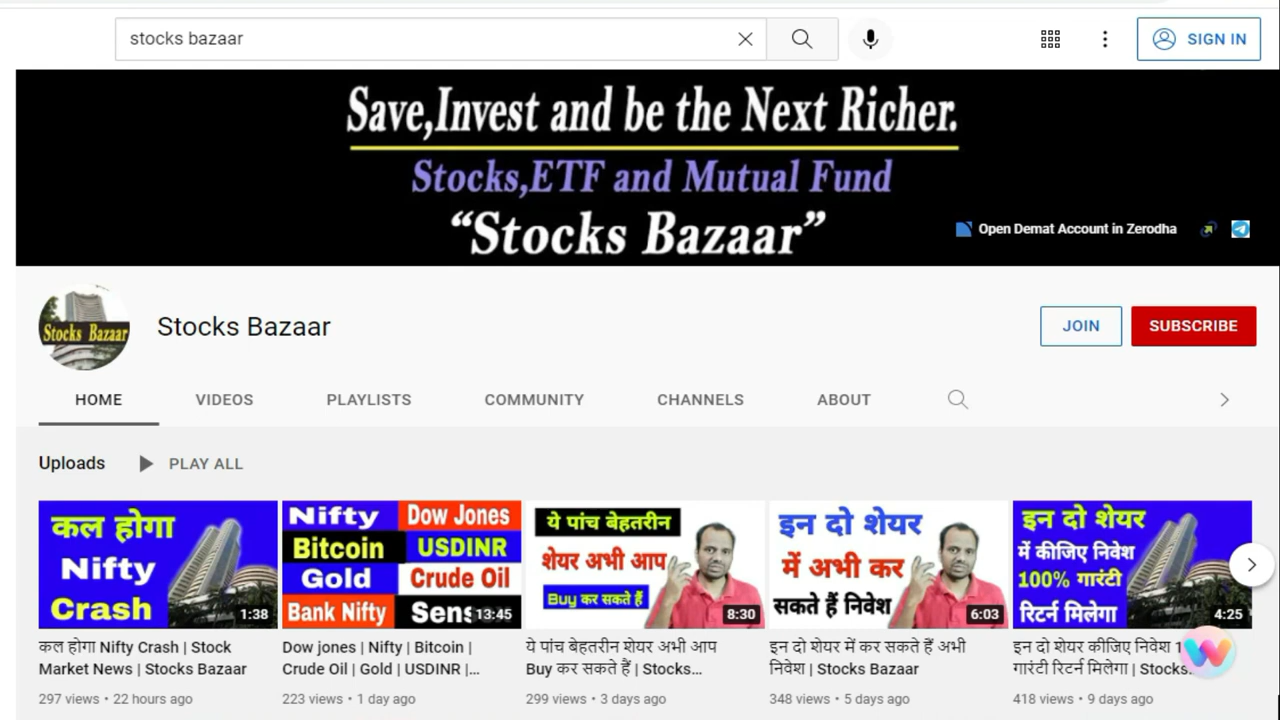 stocks bazaar
SIGN IN
Save,Invest and be the Next Richer.
Stocks,ETF and Mutual Fund
“Stocks Bazaar”
Open Demat Account in Zerodha
Stocks Bazaar
Stocks Bazaar
JOIN
SUBSCRIBE
HOME VIDEOS PLAYLISTS COMMUNITY CHANNELS ABOUT
Uploads PLAY ALL
कल होगा
Nifty
Crash
1:38
कल होगा Nifty Crash | Stock
Market News | Stocks Bazaar
297 views • 22 hours ago
Nifty Dow Jones
Bitcoin USDINR
Gold Crude Oil
Bank Nifty Sens
13:45
Dow jones | Nifty | Bitcoin |
Crude Oil | Gold | USDINR |...
223 views • 1 day ago
ये पांच बेहतरीन
शेयर अभी आप
Buy कर सकते हैं
8:30
ये पांच बेहतरीन शेयर अभी आप
Buy कर सकते हैं | Stocks...
299 views • 3 days ago
इन दो शेयर
में अभी कर
सकते हैं निवेश
6:03
इन दो शेयर में कर सकते हैं अभी
निवेश | Stocks Bazaar
348 views • 5 days ago
इन दो शेयर
में कीजिए निवेश
100% गारंटी
रिटर्न मिलेगा
4:25
इन दो शेयर कीजिए निवेश 1
गारंटी रिटर्न मिलेगा | Stocks...
418 views • 9 days ago